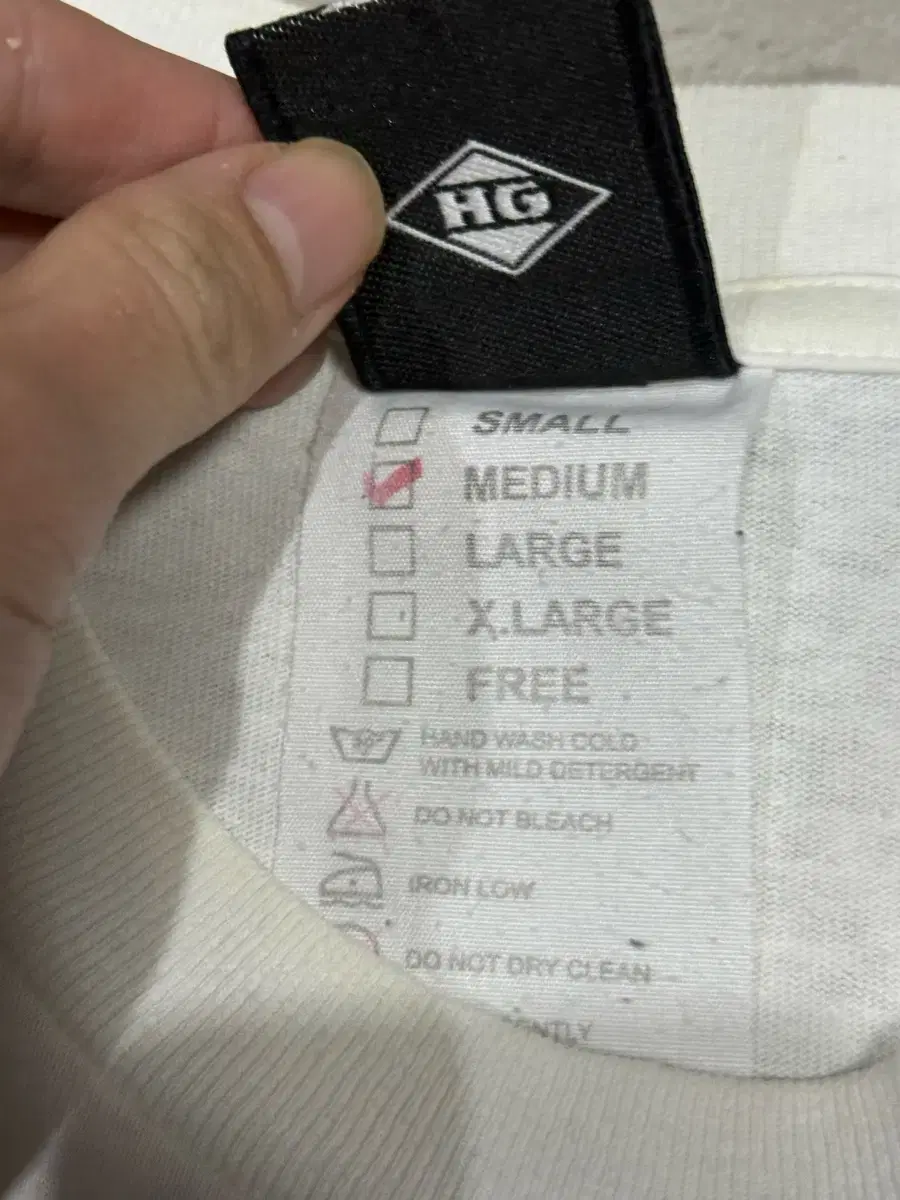 HG
SMALL
MEDIUM
LARGE
X.LARGE
FREE
HAND WASH COLD
WITH MILD DETERGENT
DO NOT BLEACH
IRON LOW
DO NOT DRY CLEAN